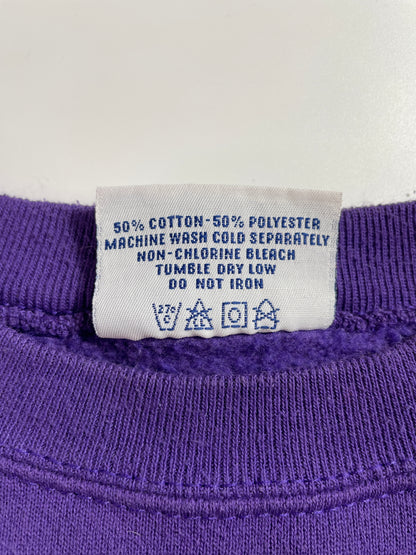 50% COTTON-50% POLYESTER
MACHINE WASH COLD SEPARATELY
NON-CHLORINE BLEACH
TUMBLE DRY LOW
DO NOT IRON